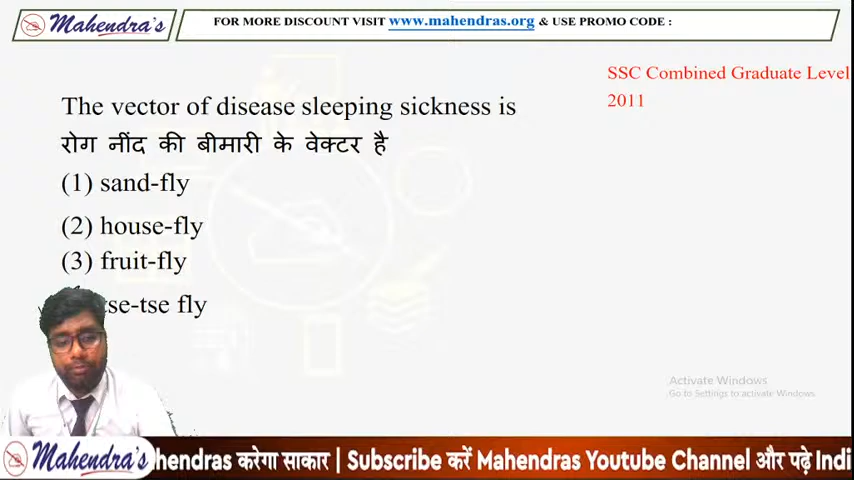 Mahendra's
FOR MORE DISCOUNT VISIT www.mahendras.org & USE PROMO CODE :
Mahendra's
SSC Combined Graduate Level
2011
The vector of disease sleeping sickness is
रोग नींद की बीमारी के वेक्टर है
(1) sand-fly
(2) house-fly
(3) fruit-fly
tse-tse fly
Activate Windows
Go to Settings to activate Windows.
Mahendra's hendras करेगा साकार | Subscribe करें Mahendras Youtube Channel और पढ़े Indi